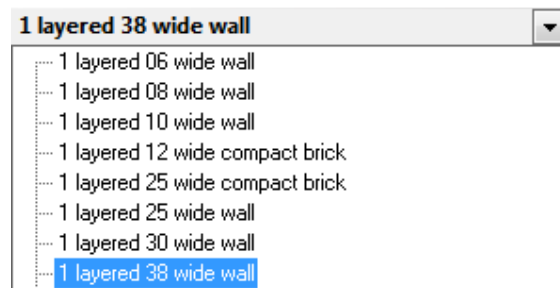 1 layered 38 wide wall
1 layered 06 wide wall
1 layered 08 wide wall
1 layered 10 wide wall
1 layered 12 wide compact brick
1 layered 25 wide compact brick
1 layered 25 wide wall
1 layered 30 wide wall
1 layered 38 wide wall